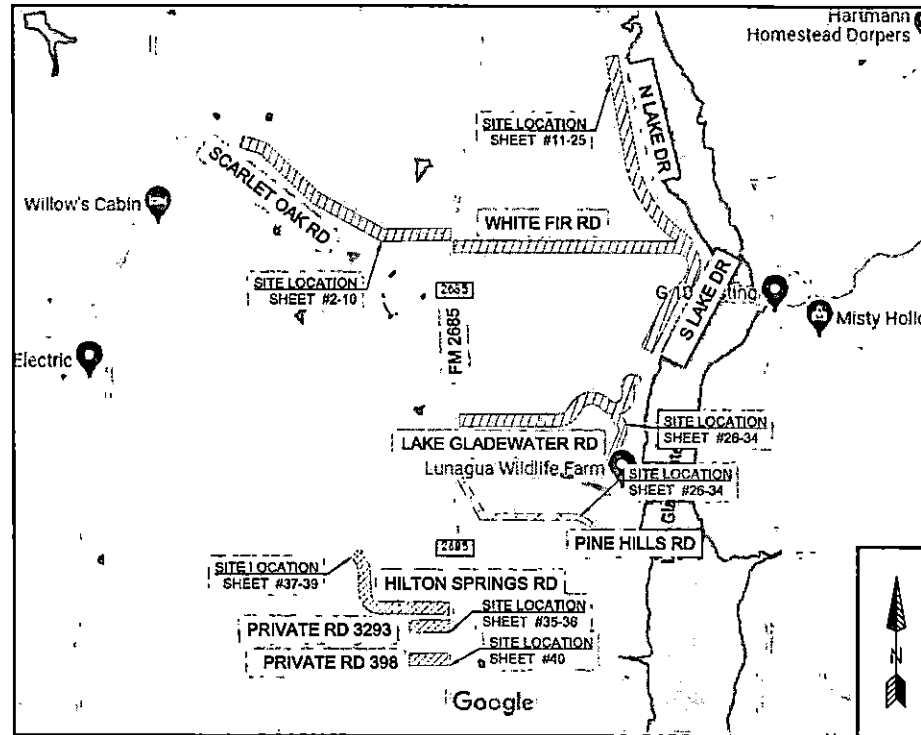 Hartmann
Homestead Dorpers
N LAKE DR
SITE LOCATION
SHEET #11-25
SCARLET OAK RD
Willow's Cabin
WHITE FIR RD
SITE LOCATION
SHEET #2-10
2685
S LAKE DR
Misty Hollo
FM 2685
Electric
SITE LOCATION
SHEET #26-34
LAKE GLADEWATER RD
Lunagua Wildlife Farm
SITE LOCATION
SHEET #26-34
PINE HILLS RD
2685
SITE LOCATION
SHEET #37-39
HILTON SPRINGS RD
SITE LOCATION
SHEET #35-36
PRIVATE RD 3293
SITE LOCATION
SHEET #40
PRIVATE RD 398
Google
N